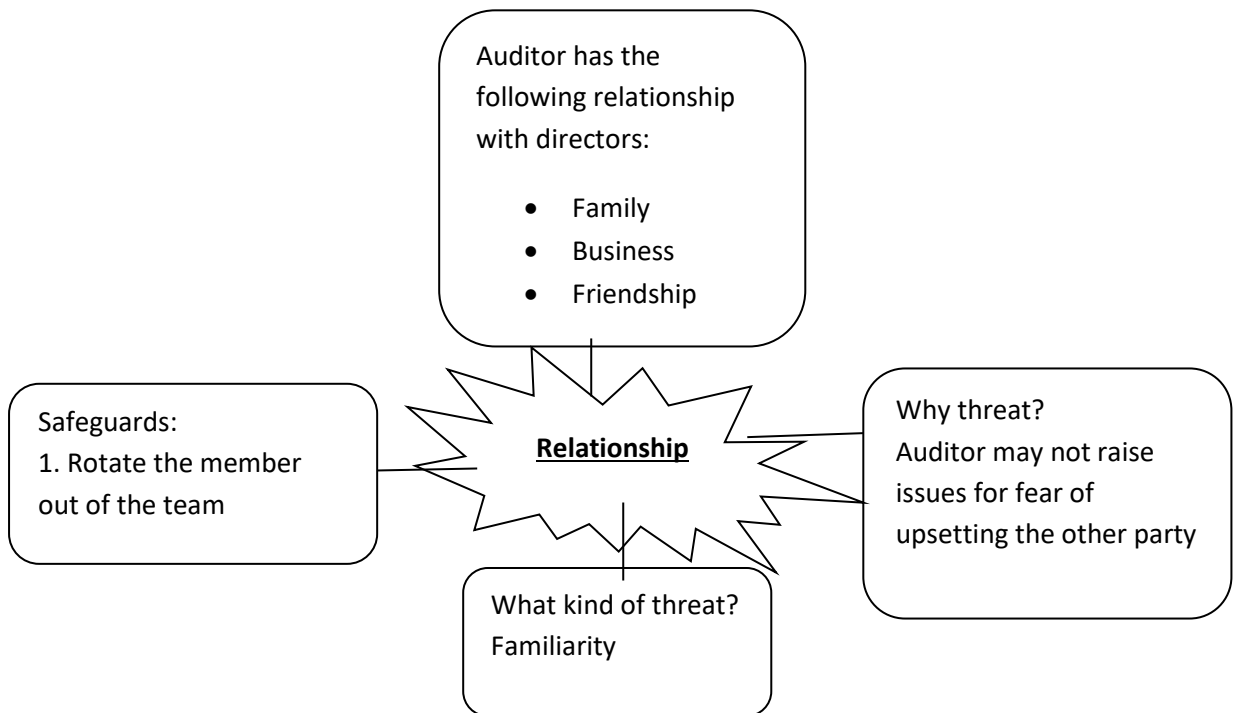 Auditor has the
following relationship
with directors:
• Family
• Business
• Friendship
Safeguards:
1. Rotate the member
out of the team
Relationship
Why threat?
Auditor may not raise
issues for fear of
upsetting the other party
What kind of threat?
Familiarity